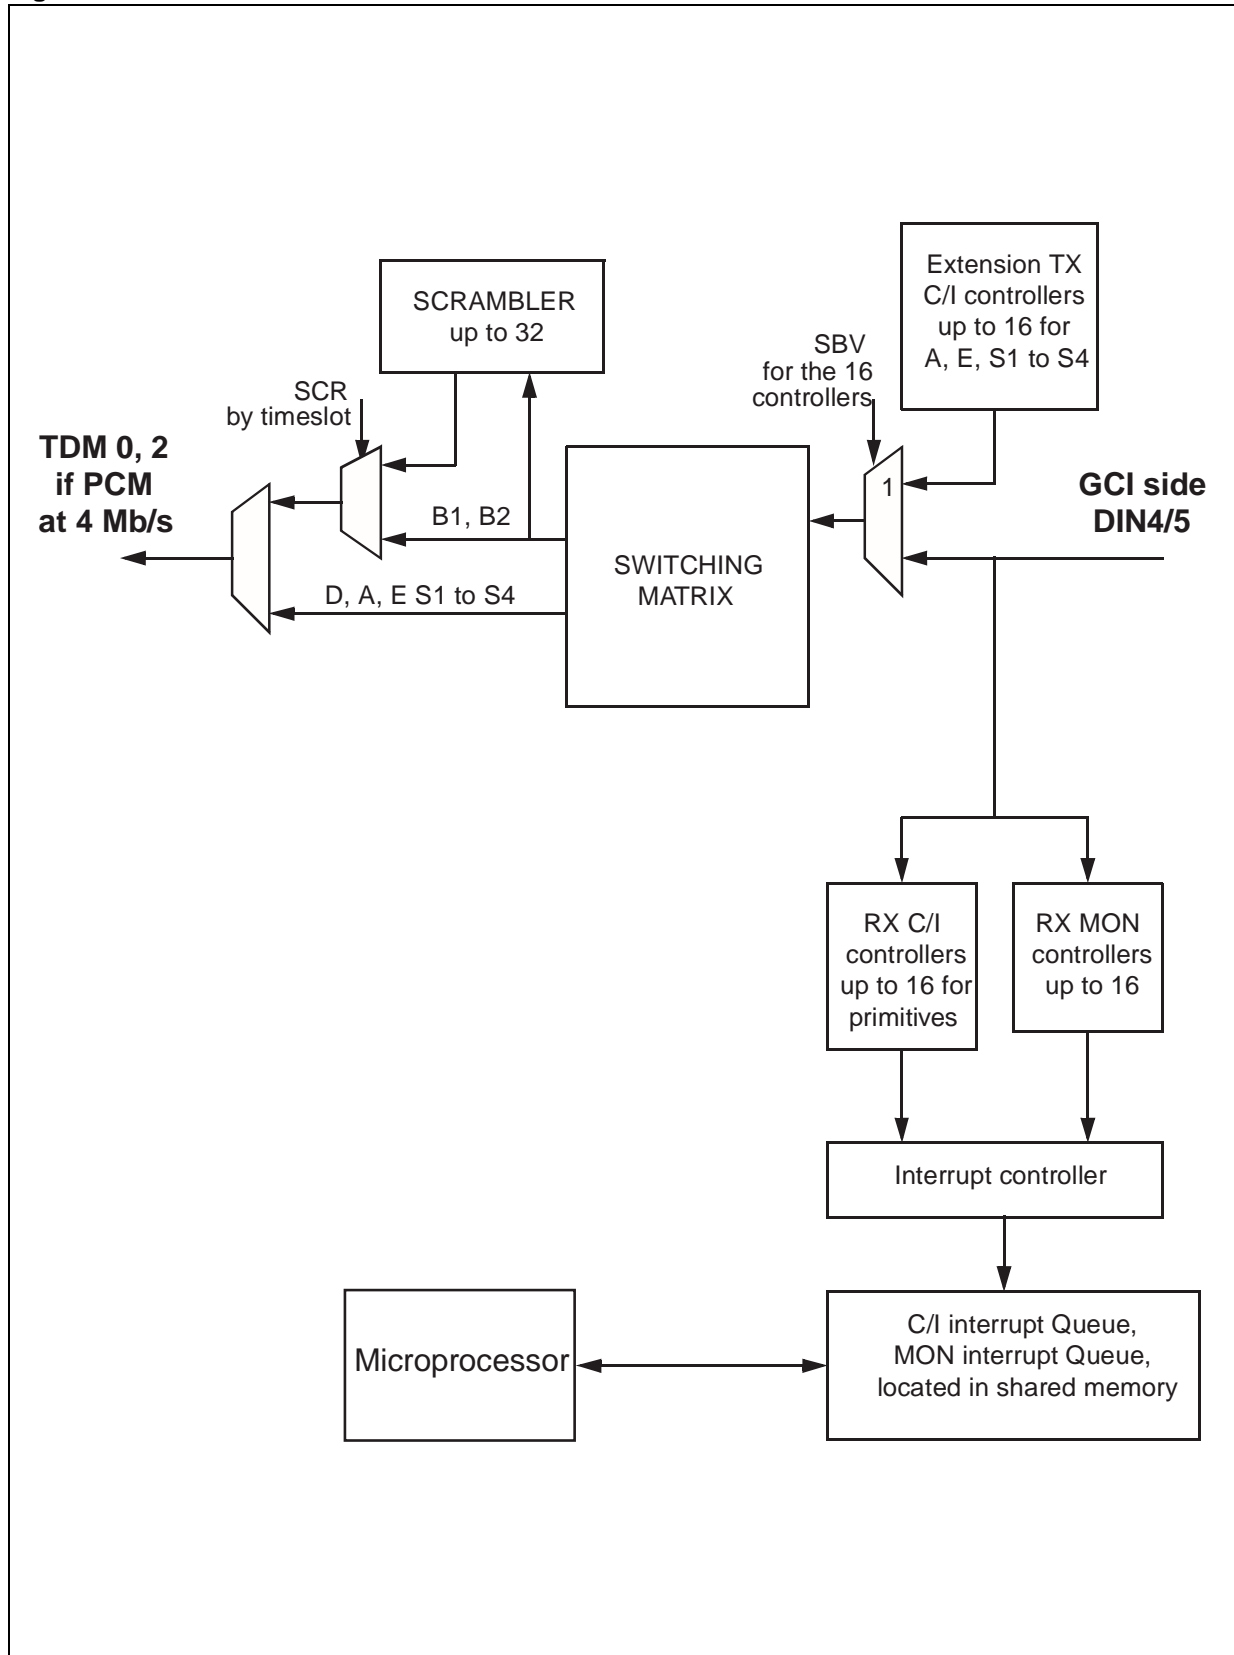 Extension TX
C/I controllers
up to 16 for
A, E, S1 to S4
SCRAMBLER
up to 32
SBV
for the 16
controllers
SCR
by timeslot
TDM 0, 2
if PCM
at 4 Mb/s
1
GCI side
DIN4/5
B1, B2
SWITCHING
MATRIX
D, A, E S1 to S4
RX C/I
controllers
up to 16 for
primitives
RX MON
controllers
up to 16
Interrupt controller
C/I interrupt Queue,
MON interrupt Queue,
located in shared memory
Microprocessor